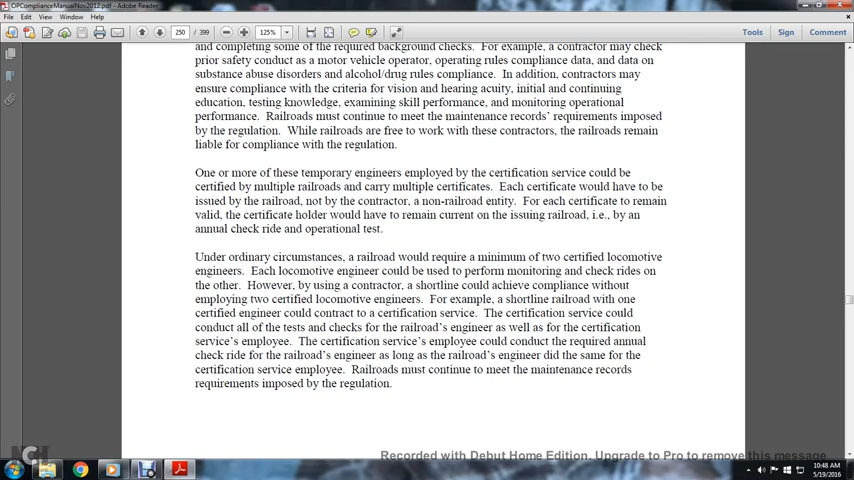 OPComplianceManualNov2012.pdf - Adobe Reader
File Edit View Window Help
250 / 399 125% Tools Sign Comment
and completing some of the required background checks. For example, a contractor may check
prior safety conduct as a motor vehicle operator, operating rules compliance data, and data on
substance abuse disorders and alcohol/drug rules compliance. In addition, contractors may
ensure compliance with the criteria for vision and hearing acuity, initial and continuing
education, testing knowledge, examining skill performance, and monitoring operational
performance. Railroads must continue to meet the maintenance records' requirements imposed
by the regulation. While railroads are free to work with these contractors, the railroads remain
liable for compliance with the regulation.
One or more of these temporary engineers employed by the certification service could be
certified by multiple railroads and carry multiple certificates. Each certificate would have to be
issued by the railroad, not by the contractor, a non-railroad entity. For each certificate to remain
valid, the certificate holder would have to remain current on the issuing railroad, i.e., by an
annual check ride and operational test.
Under ordinary circumstances, a railroad would require a minimum of two certified locomotive
engineers. Each locomotive engineer could be used to perform monitoring and check rides on
the other. However, by using a contractor, a shortline could achieve compliance without
employing two certified locomotive engineers. For example, a shortline railroad with one
certified engineer could contract to a certification service. The certification service could
conduct all of the tests and checks for the railroad's engineer as well as for the certification
service's employee. The certification service's employee could conduct the required annual
check ride for the railroad's engineer as long as the railroad's engineer did the same for the
certification service employee. Railroads must continue to meet the maintenance records
requirements imposed by the regulation.
NCH
Recorded with Debut Home Edition. Upgrade to Pro to remove this message
10:48 AM
5/19/2016